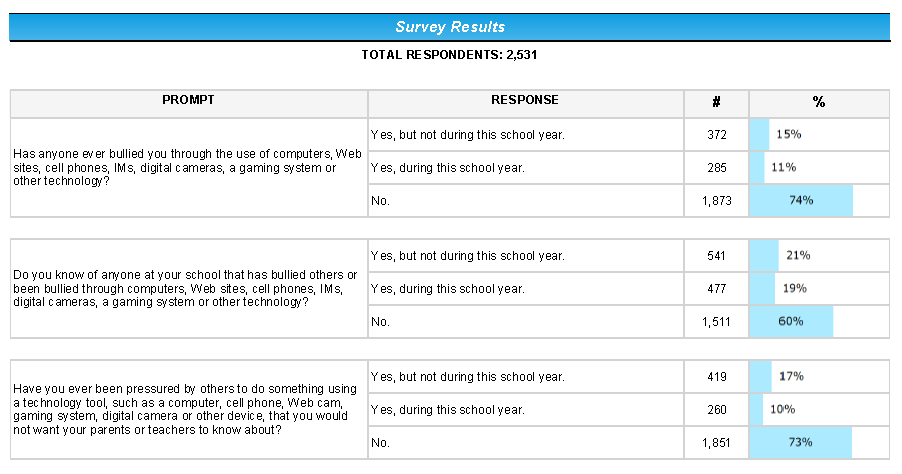 Survey Results
TOTAL RESPONDENTS: 2,531
PROMPT RESPONSE # %
Has anyone ever bullied you through the use of computers, Web
sites, cell phones, IMs, digital cameras, a gaming system or
other technology?
Yes, but not during this school year. 372 15%
Yes, during this school year. 285 11%
No. 1,873 74%
Do you know of anyone at your school that has bullied others or
been bullied through computers, Web sites, cell phones, IMs,
digital cameras, a gaming system or other technology?
Yes, but not during this school year. 541 21%
Yes, during this school year. 477 19%
No. 1,511 60%
Have you ever been pressured by others to do something using
a technology tool, such as a computer, cell phone, Web cam,
gaming system, digital camera or other device, that you would
not want your parents or teachers to know about?
Yes, but not during this school year. 419 17%
Yes, during this school year. 260 10%
No. 1,851 73%